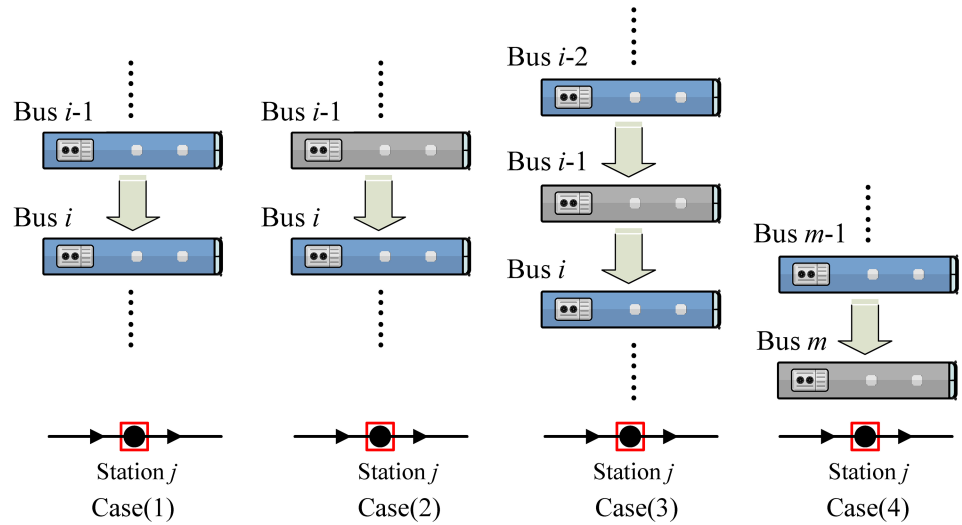 Bus i-1
Bus i
Station j
Case(1)
Bus i-1
Bus i
Station j
Case(2)
Bus i-2
Bus i-1
Bus i
Station j
Case(3)
Bus m-1
Bus m
Station j
Case(4)